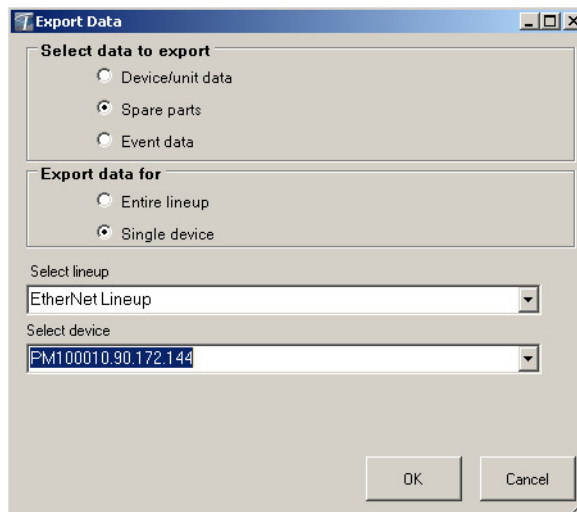 Export Data
Select data to export
Device/unit data
Spare parts
Event data
Export data for
Entire lineup
Single device
Select lineup
EtherNet Lineup
Select device
PM100010.90.172.144
OK Cancel